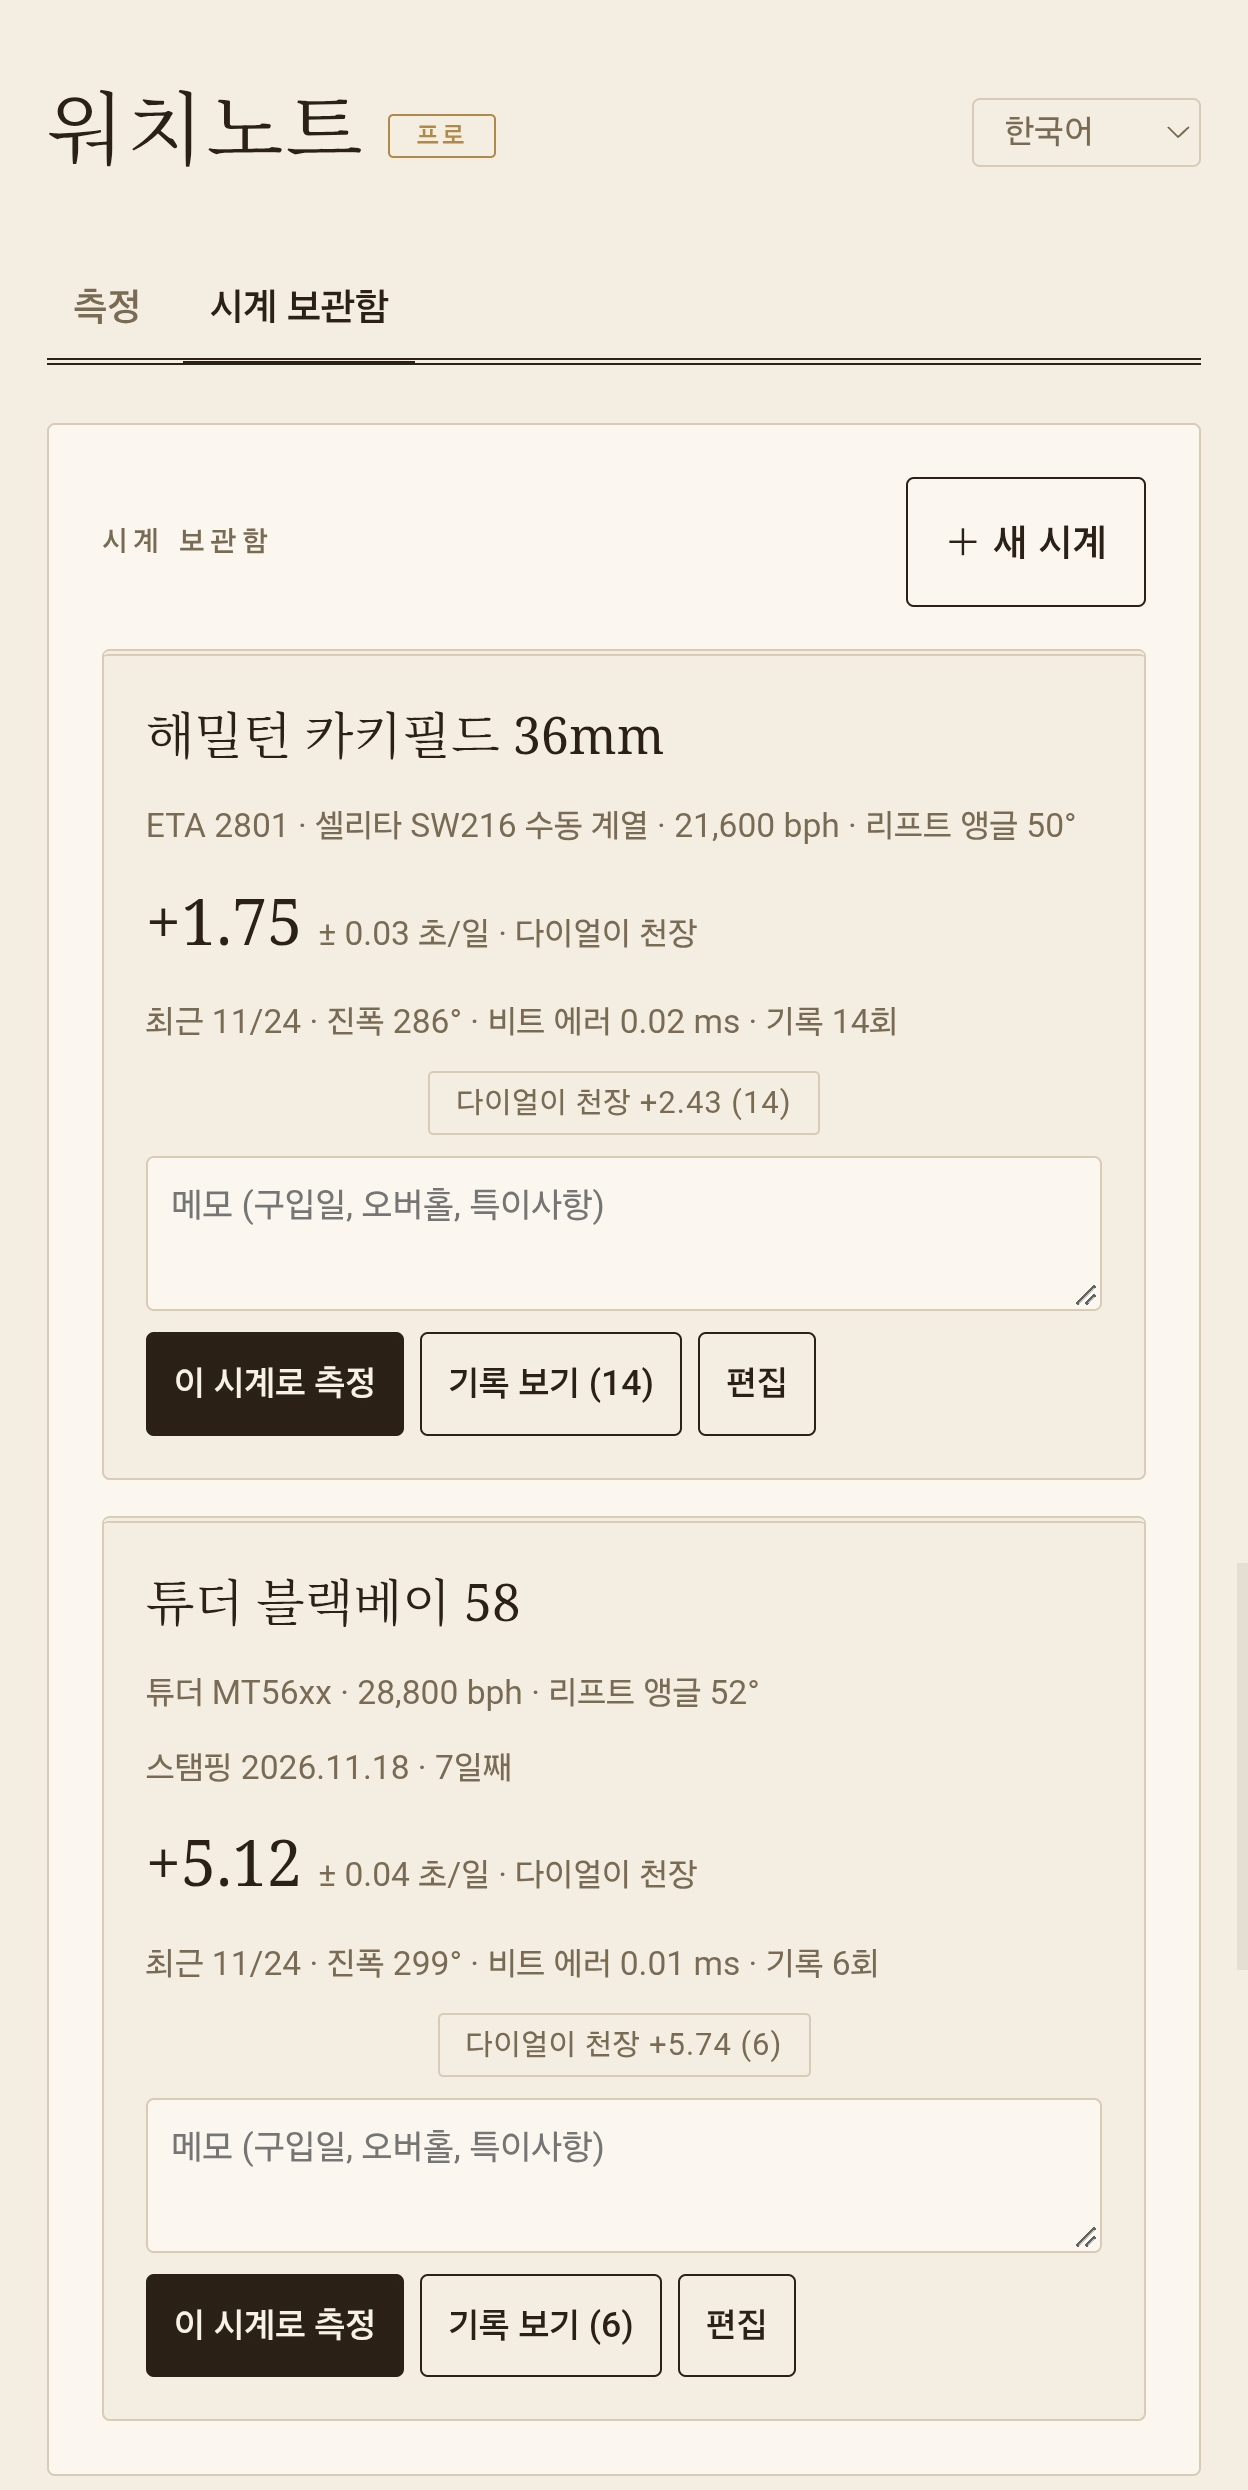 워치노트 프로 한국어
측정 시계 보관함
시계 보관함 + 새 시계
해밀턴 카키필드 36mm
ETA 2801 · 셀리타 SW216 수동 계열 · 21,600 bph · 리프트 앵글 50°
+1.75 ± 0.03 초/일 · 다이얼이 천장
최근 11/24 · 진폭 286° · 비트 에러 0.02 ms · 기록 14회
다이얼이 천장 +2.43 (14)
메모 (구입일, 오버홀, 특이사항)
이 시계로 측정 기록 보기 (14) 편집
튜더 블랙베이 58
튜더 MT56xx · 28,800 bph · 리프트 앵글 52°
스탬핑 2026.11.18 · 7일째
+5.12 ± 0.04 초/일 · 다이얼이 천장
최근 11/24 · 진폭 299° · 비트 에러 0.01 ms · 기록 6회
다이얼이 천장 +5.74 (6)
메모 (구입일, 오버홀, 특이사항)
이 시계로 측정 기록 보기 (6) 편집